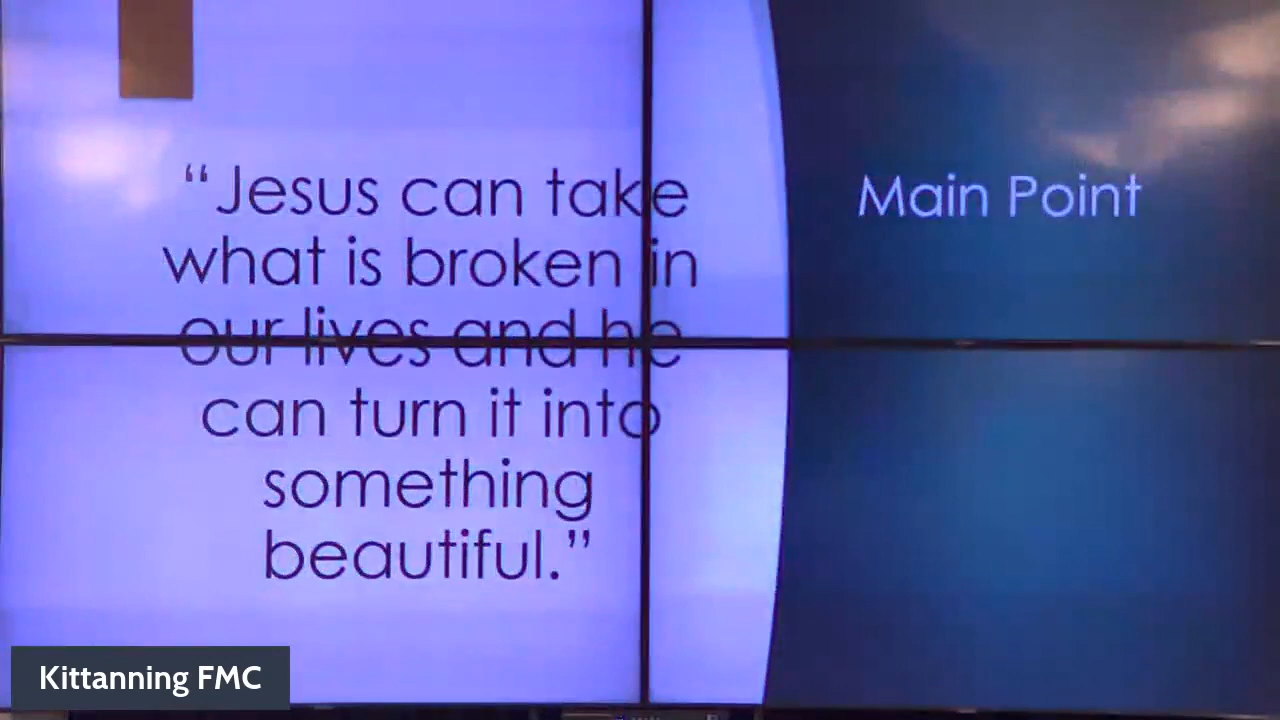 “Jesus can take
what is broken in
our lives and he
can turn it into
something
beautiful.”
Main Point
Kittanning FMC